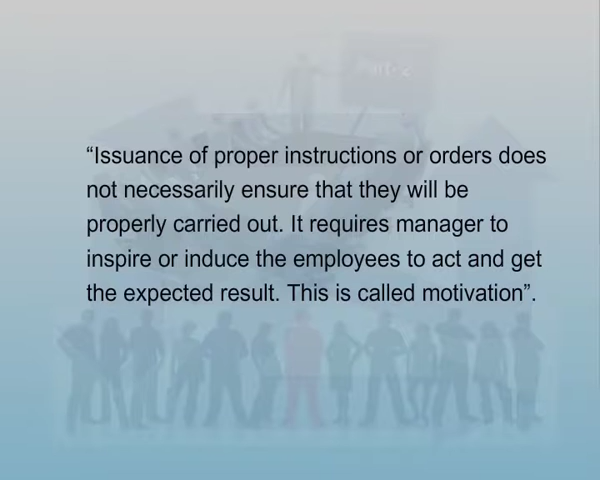 “Issuance of proper instructions or orders does
not necessarily ensure that they will be
properly carried out. It requires manager to
inspire or induce the employees to act and get
the expected result. This is called motivation”.